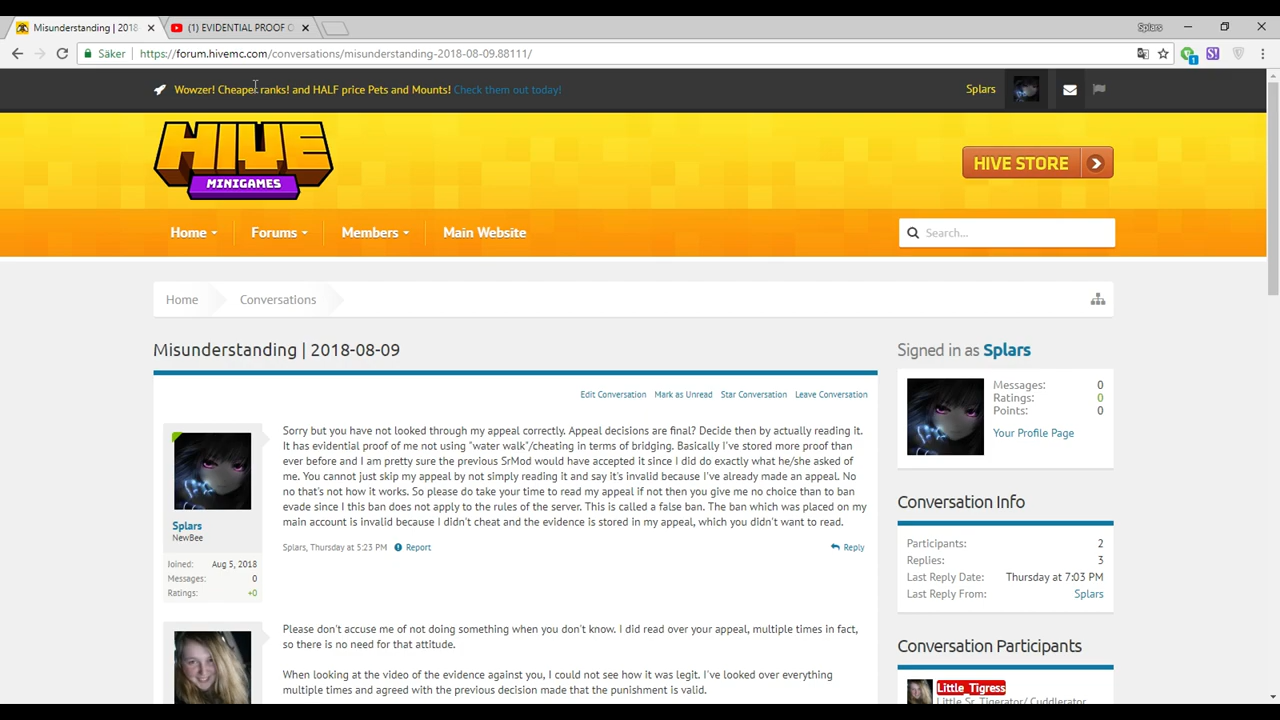 Misunderstanding | 2018
(1) EVIDENTIAL PROOF O
Splars
Säker
https://forum.hivemc.com/conversations/misunderstanding-2018-08-09.88111/
1
Wowzer! Cheaper ranks! and HALF price Pets and Mounts! Check them out today!
Splars
HIVE
MINIGAMES
HIVE STORE
Home
Forums
Members
Main Website
Search...
Home
Conversations
Misunderstanding | 2018-08-09
Edit Conversation Mark as Unread Star Conversation Leave Conversation
Sorry but you have not looked through my appeal correctly. Appeal decisions are final? Decide then by actually reading it.
It has evidential proof of me not using "water walk"/cheating in terms of bridging. Basically I've stored more proof than
ever before and I am pretty sure the previous SrMod would have accepted it since I did do exactly what he/she asked of
me. You cannot just skip my appeal by not simply reading it and say it's invalid because I've already made an appeal. No
no that's not how it works. So please do take your time to read my appeal if not then you give me no choice than to ban
evade since I this ban does not apply to the rules of the server. This is called a false ban. The ban which was placed on my
main account is invalid because I didn't cheat and the evidence is stored in my appeal, which you didn't want to read.
Splars, Thursday at 5:23 PM Report
Reply
Splars
NewBee
Joined: Aug 5, 2018
Messages: 0
Ratings: +0
Please don't accuse me of not doing something when you don't know. I did read over your appeal, multiple times in fact,
so there is no need for that attitude.
When looking at the video of the evidence against you, I could not see how it was legit. I've looked over everything
multiple times and agreed with the previous decision made that the punishment is valid.
Signed in as Splars
Messages: 0
Ratings: 0
Points: 0
Your Profile Page
Conversation Info
Participants: 2
Replies: 3
Last Reply Date: Thursday at 7:03 PM
Last Reply From: Splars
Conversation Participants
Little_Tigress
Little Sr. Tigerator/ Cuddlerator